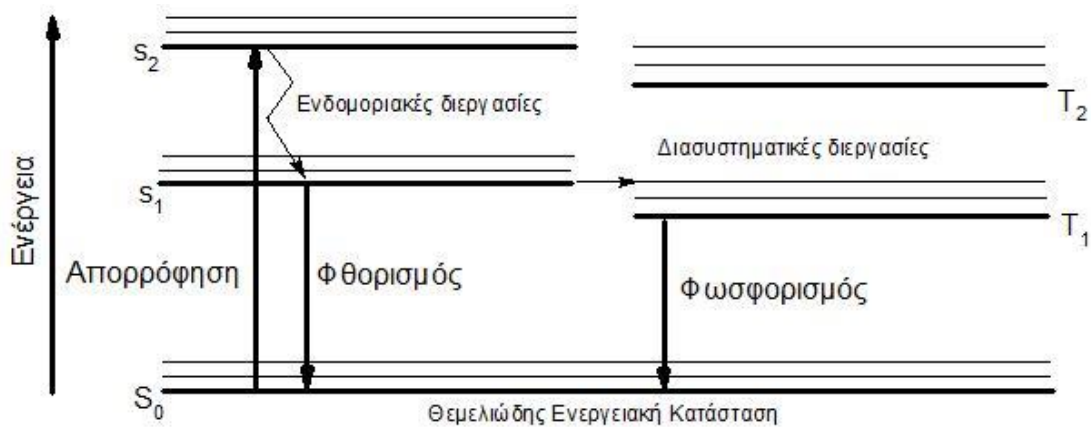 Ενέργεια
S2
Ενδομοριακές διεργασίες
T2
Διασυστηματικές διεργασίες
S1
T1
Απορρόφηση
Φθορισμός
Φωσφορισμός
S0
Θεμελιώδης Ενεργειακή Κατάσταση